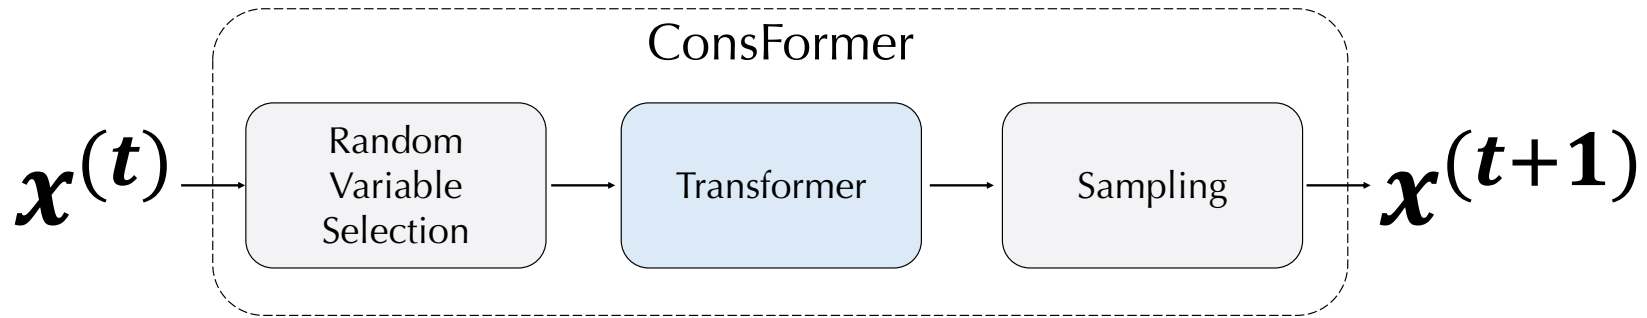 ConsFormer
x^(t)
Random
Variable
Selection
Transformer
Sampling
x^(t+1)